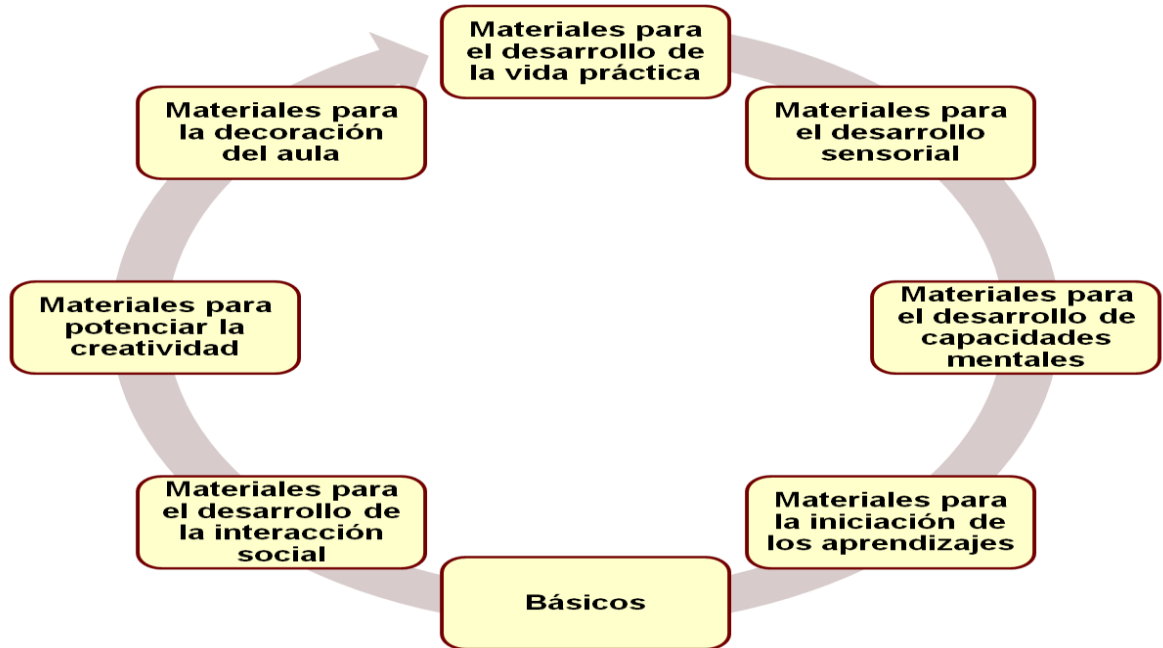 Materiales para
el desarrollo de
la vida práctica
Materiales para
el desarrollo
sensorial
Materiales para
el desarrollo de
capacidades
mentales
Materiales para
la iniciación de
los aprendizajes
Básicos
Materiales para
el desarrollo de
la interacción
social
Materiales para
potenciar la
creatividad
Materiales para
la decoración
del aula